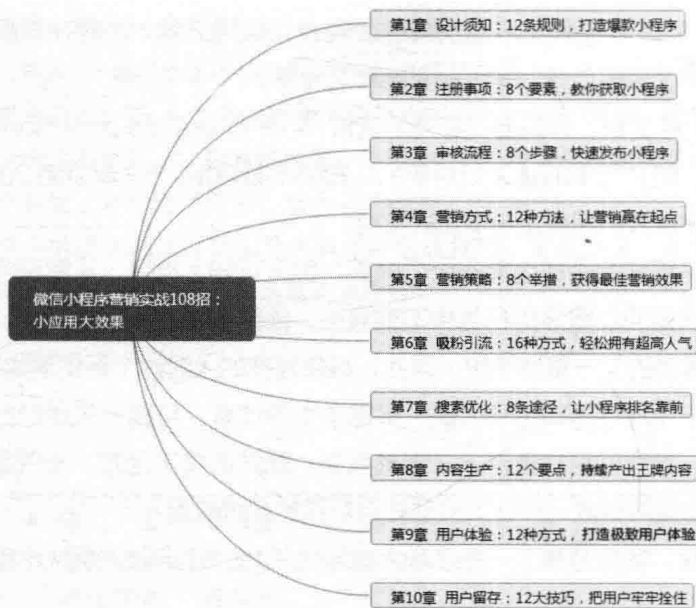 第1章 设计须知：12条规则，打造爆款小程序
第2章 注册事项：8个要素，教你获取小程序
第3章 审核流程：8个步骤，快速发布小程序
第4章 营销方式：12种方法，让营销赢在起点
第5章 营销策略：8个举措，获得最佳营销效果
微信小程序营销实战108招：
小应用大效果
第6章 吸粉引流：16种方式，轻松拥有超高人气
第7章 搜素优化：8条途径，让小程序排名靠前
第8章 内容生产：12个要点，持续产出王牌内容
第9章 用户体验：12种方式，打造极致用户体验
第10章 用户留存：12大技巧，把用户牢牢拴住